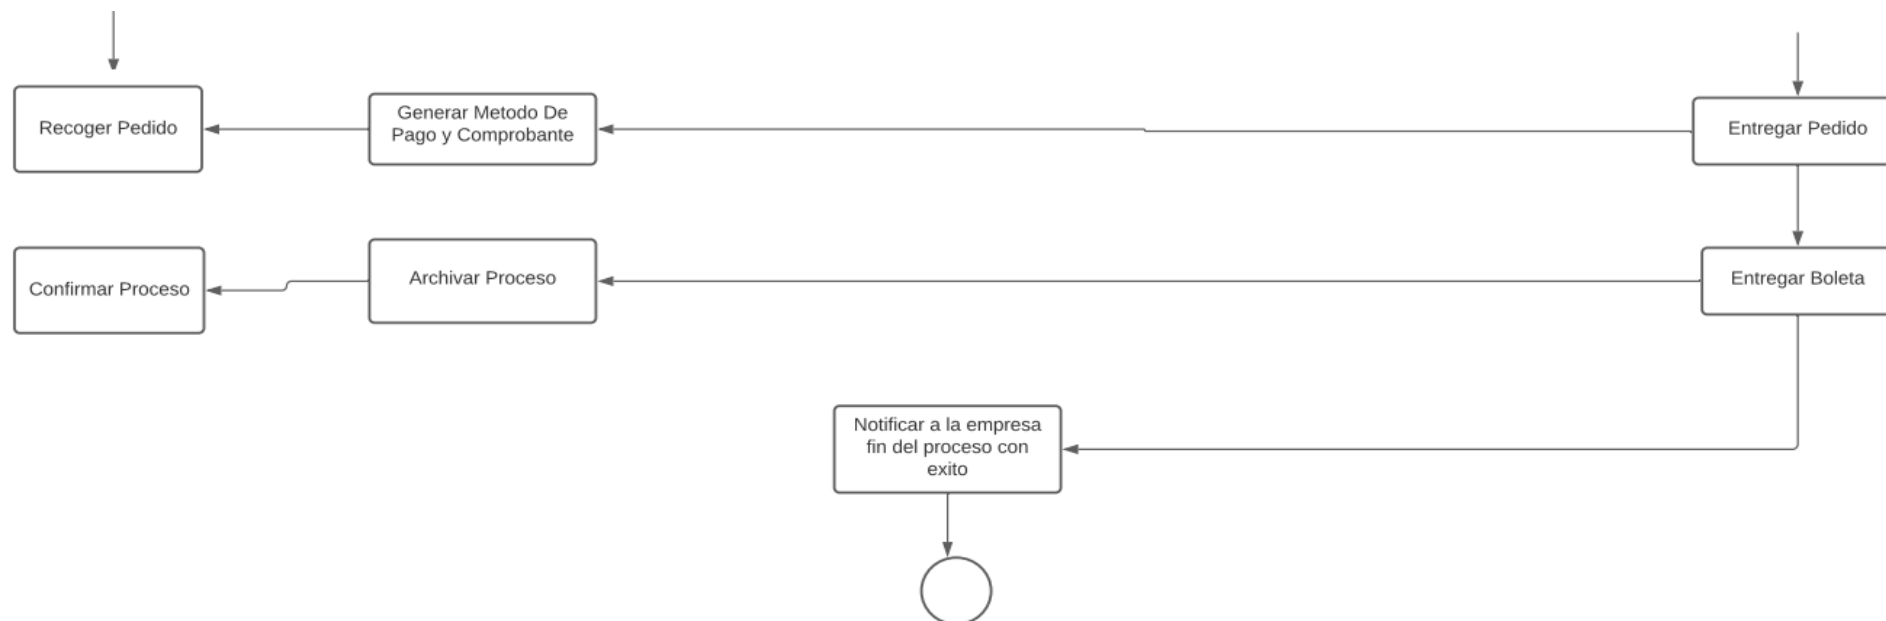 Recoger Pedido
Generar Metodo De
Pago y Comprobante
Entregar Pedido
Confirmar Proceso
Archivar Proceso
Entregar Boleta
Notificar a la empresa
fin del proceso con
exito